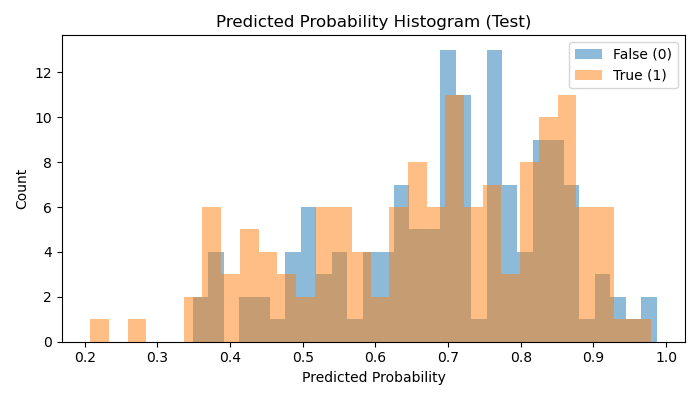 Predicted Probability Histogram (Test)
False (0)
True (1)
Count
12
10
8
6
4
2
0
0.2 0.3 0.4 0.5 0.6 0.7 0.8 0.9 1.0
Predicted Probability